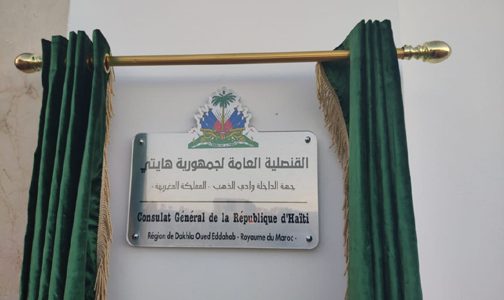 القنصلية العامة لجمهورية هايتي
جهة الداخلة وادي الذهب - المملكة المغربية -
Consulat Général de la République d'Haïti
Région de Dakhla Oued Eddahab - Royaume du Maroc -